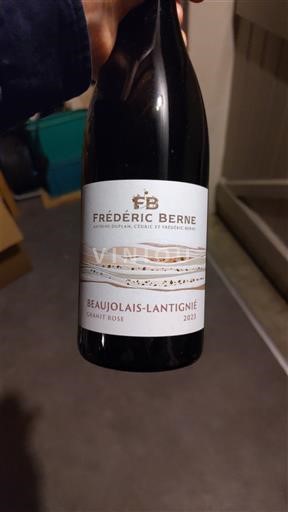 FB
FRÉDÉRIC BERNE
ANTOINE DUPLAN, CÉDRIC ET FRÉDÉRIC BERNE
BEAUJOLAIS-LANTIGNIÉ
GRANIT ROSE 2023